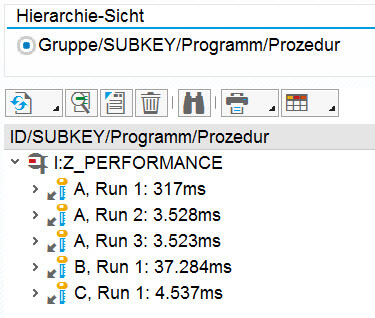 Hierarchie-Sicht
Gruppe/SUBKEY/Programm/Prozedur
ID/SUBKEY/Programm/Prozedur
I:Z_PERFORMANCE
A, Run 1: 317ms
A, Run 2: 3.528ms
A, Run 3: 3.523ms
B, Run 1: 37.284ms
C, Run 1: 4.537ms